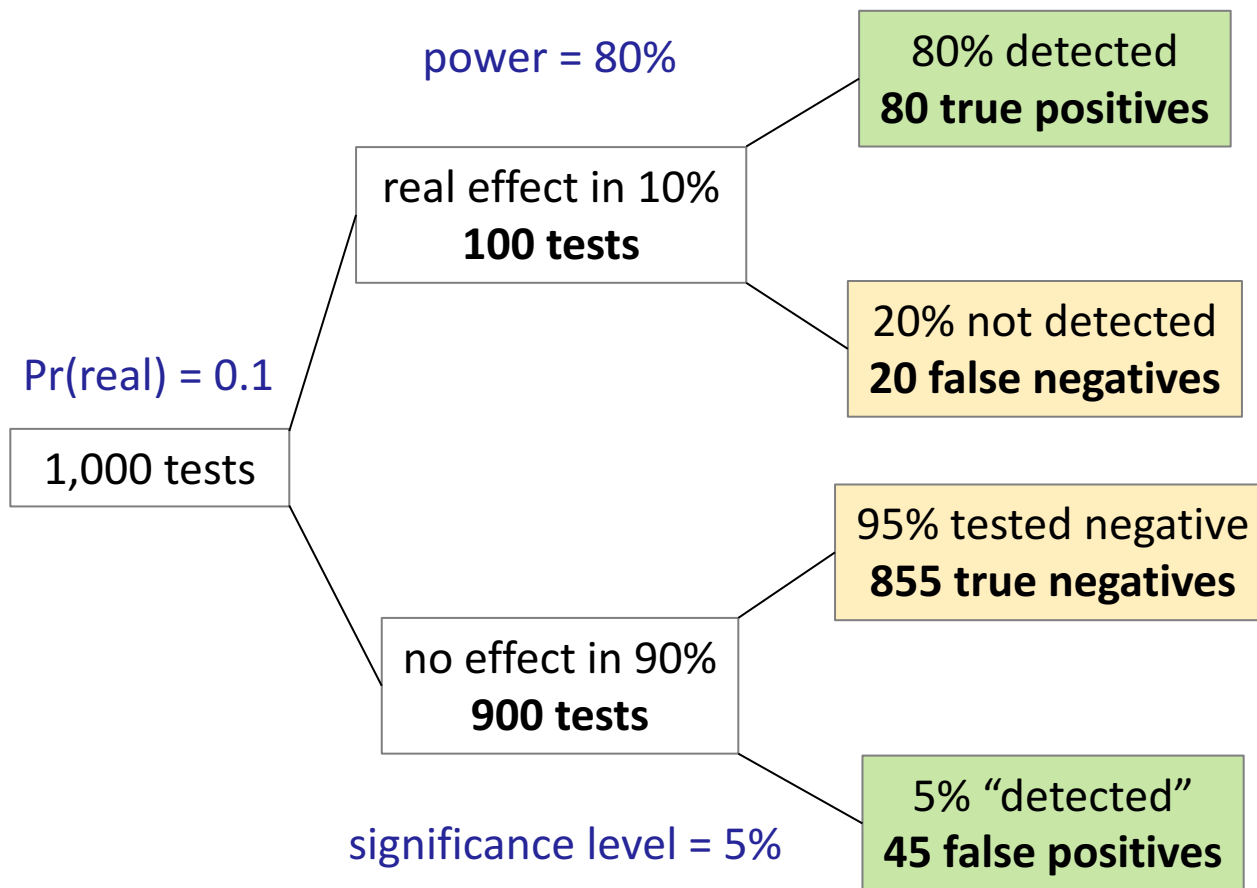 power = 80%
80% detected
80 true positives
real effect in 10%
100 tests
20% not detected
20 false negatives
Pr(real) = 0.1
1,000 tests
95% tested negative
855 true negatives
no effect in 90%
900 tests
5% “detected”
45 false positives
significance level = 5%